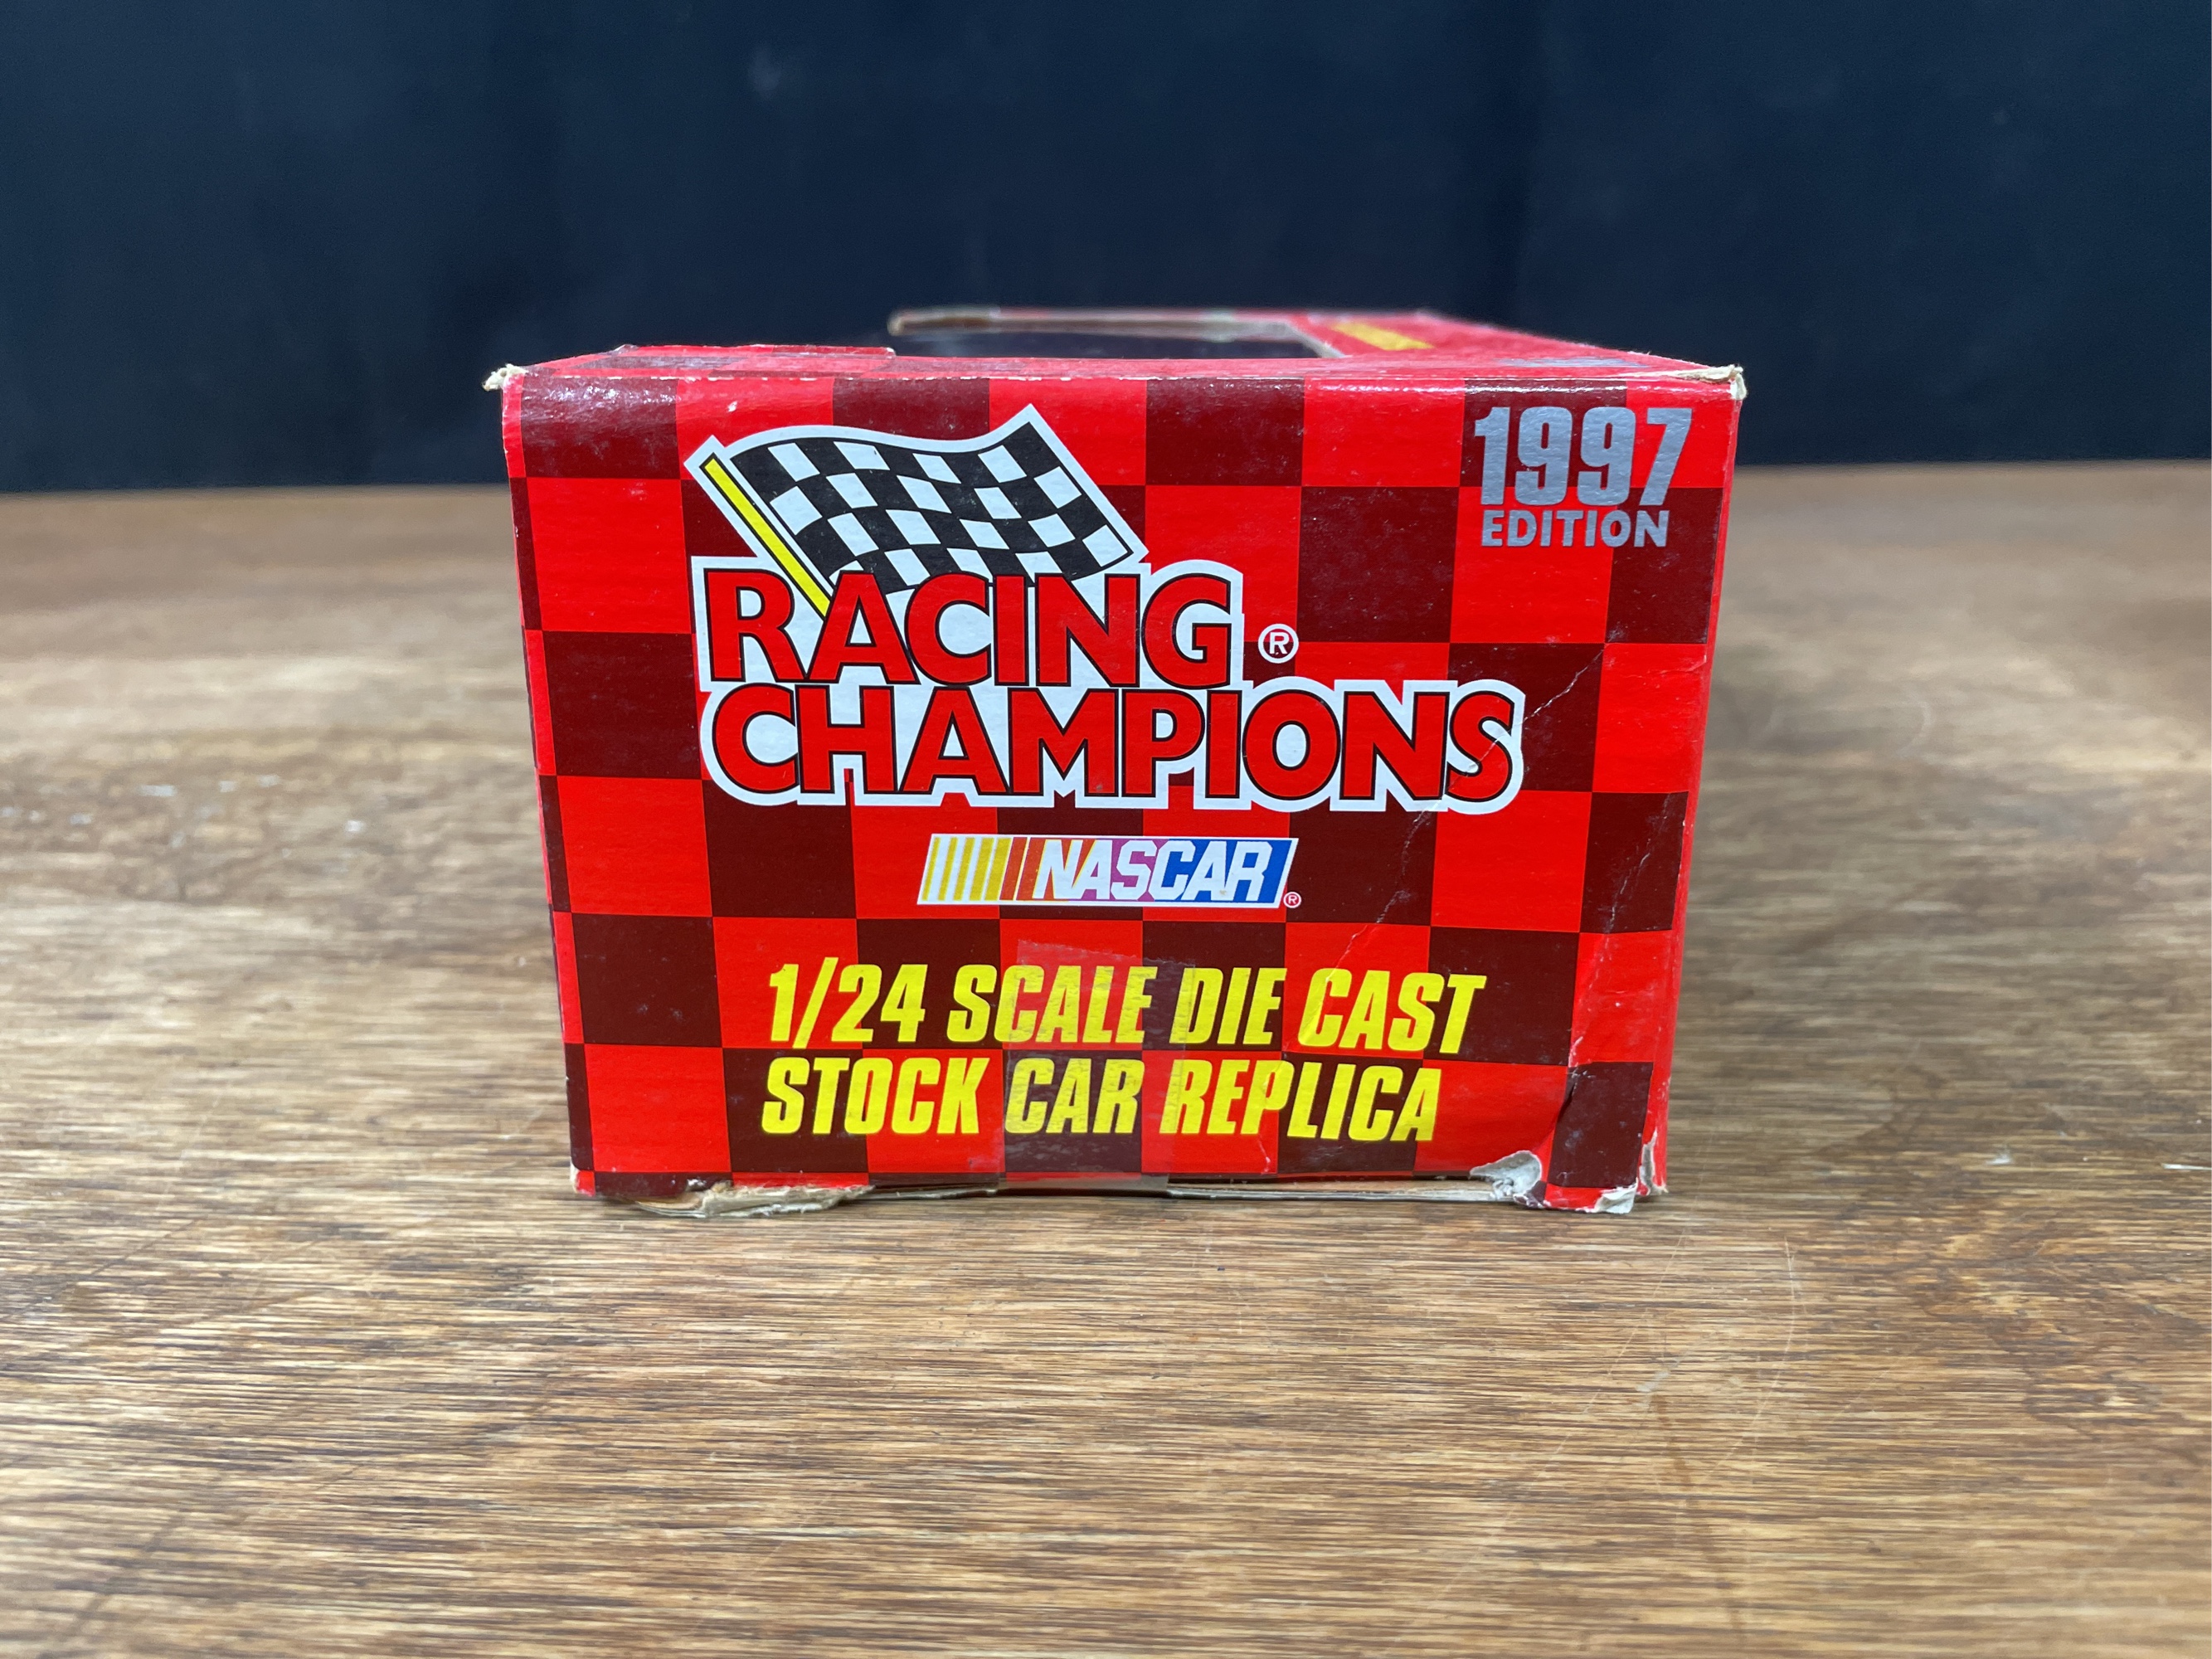 1997
EDITION
RACING ®
CHAMPIONS
NASCAR ®
1/24 SCALE DIE CAST
STOCK CAR REPLICA